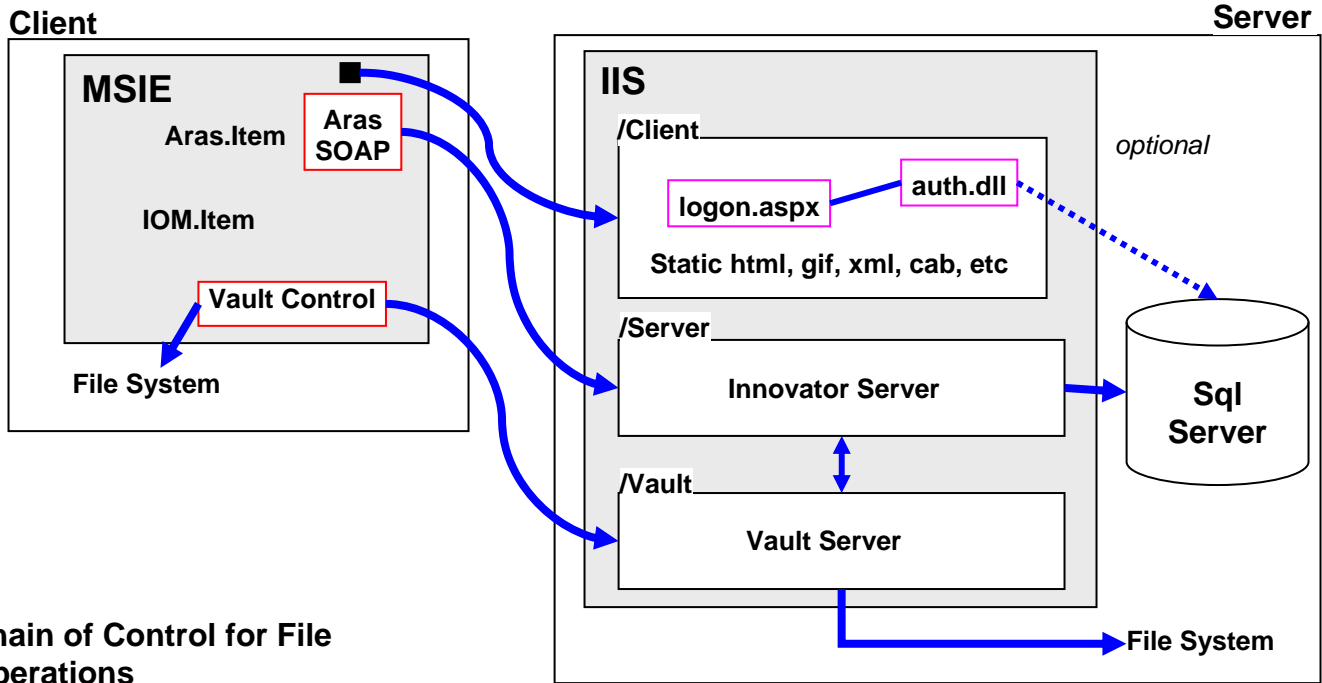 Client
Server
MSIE
Aras.Item
Aras
SOAP
IOM.Item
Vault Control
File System
IIS
/Client
logon.aspx
auth.dll
Static html, gif, xml, cab, etc
optional
/Server
Innovator Server
Sql
Server
/Vault
Vault Server
File System
hain of Control for File
perations